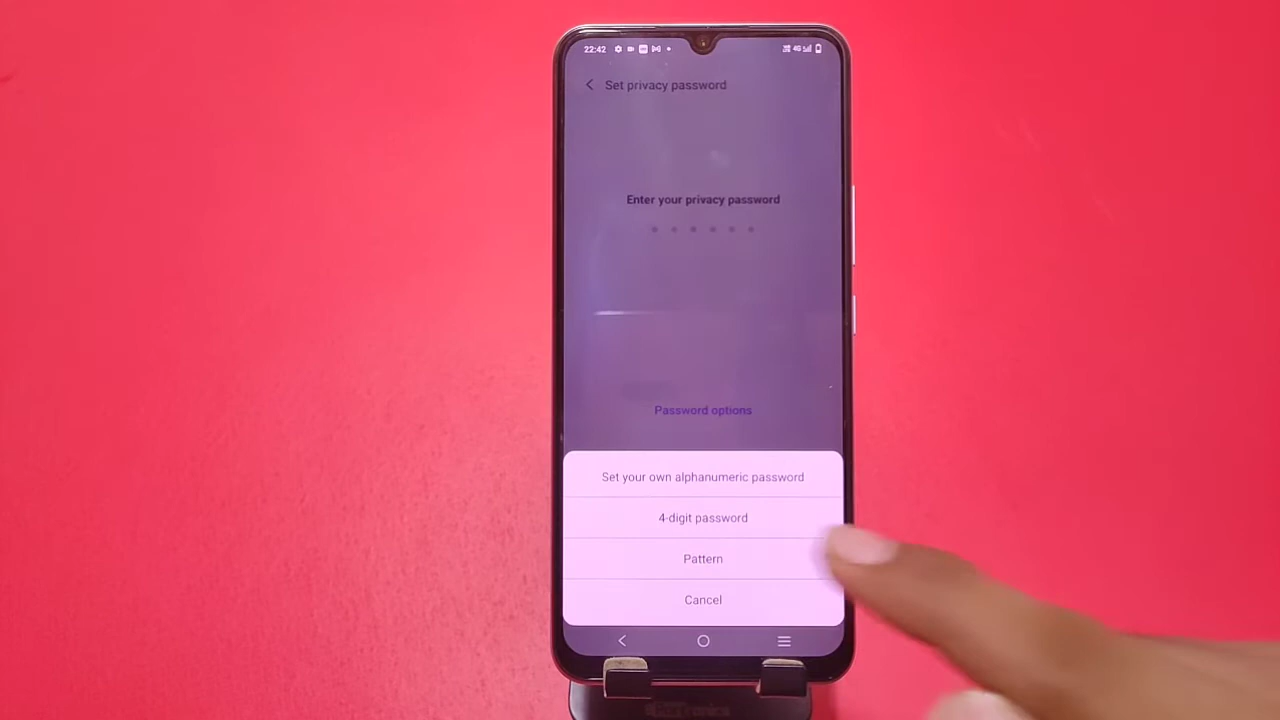 22:42
4G
Set privacy password
Enter your privacy password
Password options
Set your own alphanumeric password
4-digit password
Pattern
Cancel